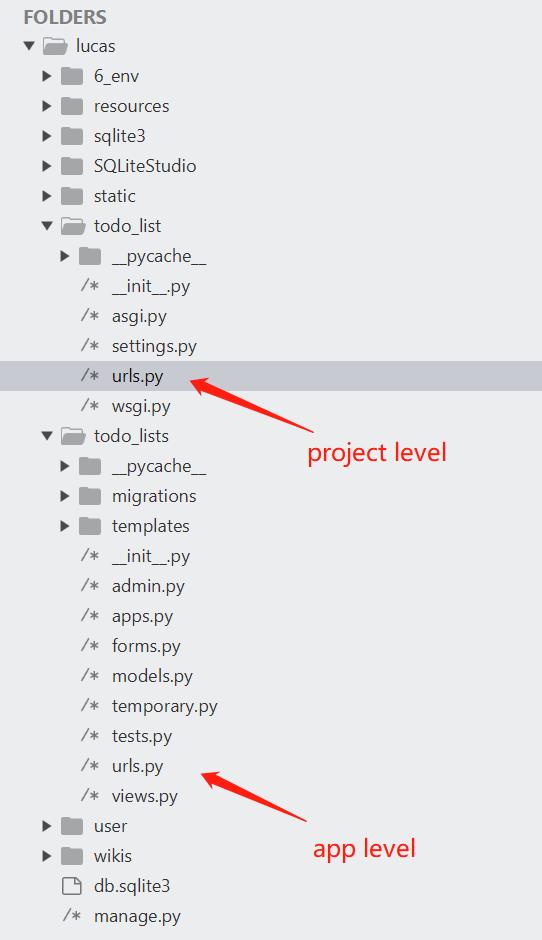 FOLDERS
lucas
6_env
resources
sqlite3
SQLiteStudio
static
todo_list
__pycache__
/* __init__.py
/* asgi.py
/* settings.py
/* urls.py
/* wsgi.py
project level
todo_lists
__pycache__
migrations
templates
/* __init__.py
/* admin.py
/* apps.py
/* forms.py
/* models.py
/* temporary.py
/* tests.py
/* urls.py
/* views.py
app level
user
wikis
db.sqlite3
/* manage.py